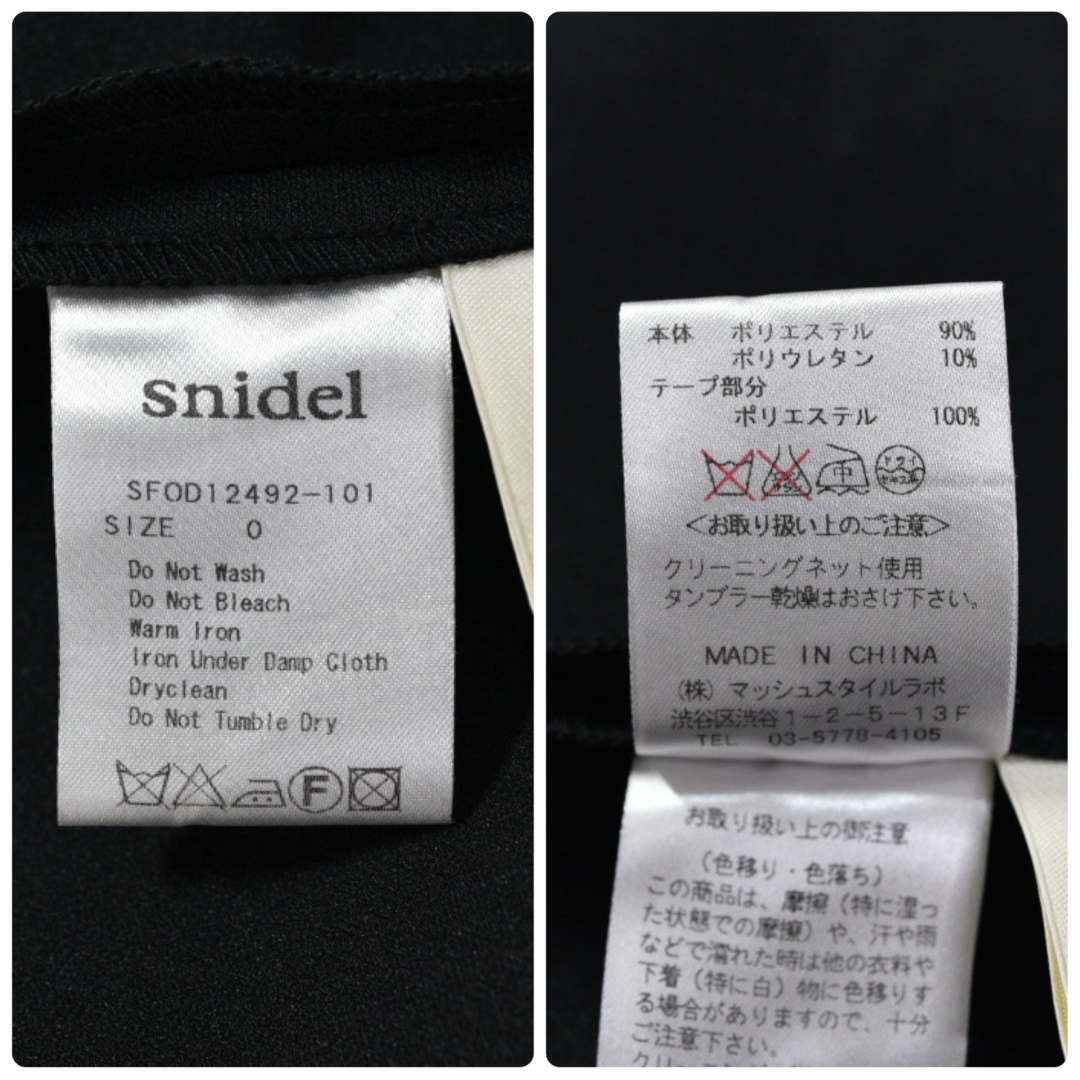 snidel
SFOD12492-101
SIZE 0
Do Not Wash
Do Not Bleach
Warm Iron
Iron Under Damp Cloth
Dryclean
Do Not Tumble Dry
F
本体 ポリエステル 90%
ポリウレタン 10%
テープ部分
ポリエステル 100%
中 ドライ
<お取り扱い上のご注意>
クリーニングネット使用
タンブラー乾燥はおさけ下さい。
MADE IN CHINA
(株) マッシュスタイルラボ
渋谷区渋谷1-2-5-13F
TEL 03-5778-4105
お取り扱い上の御注意
(色移り・色落ち)
この商品は、摩擦(特に湿っ
た状態での摩擦)や、汗や雨
などで濡れた時は他の衣料や
下着(特に白)物に色移りす
る場合がありますので、十分
ご注意下さい。